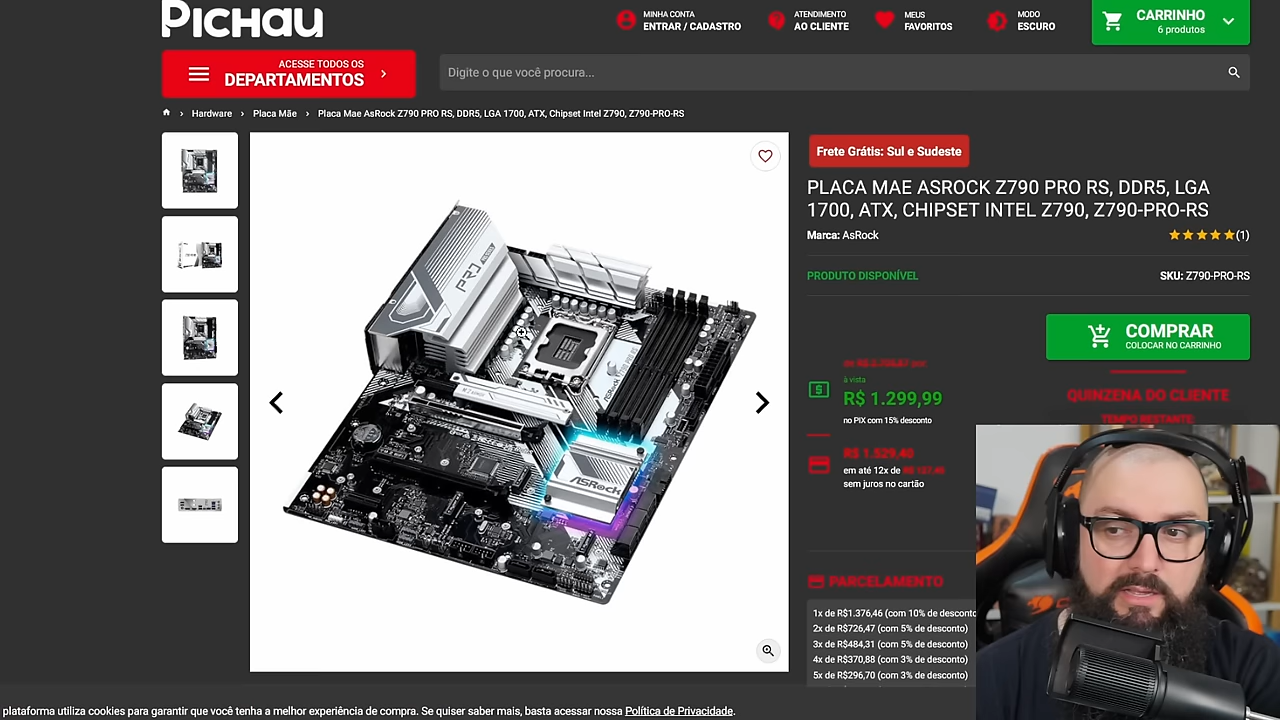 PICHAU
MINHA CONTA
ENTRAR / CADASTRO
ATENDIMENTO
AO CLIENTE
MEUS
FAVORITOS
MODO
ESCURO
CARRINHO
6 produtos
ACESSE TODOS OS
DEPARTAMENTOS
Digite o que você procura...
Hardware
Placa Mãe
Placa Mae AsRock Z790 PRO RS, DDR5, LGA 1700, ATX, Chipset Intel Z790, Z790-PRO-RS
Frete Grátis: Sul e Sudeste
PLACA MAE ASROCK Z790 PRO RS, DDR5, LGA
1700, ATX, CHIPSET INTEL Z790, Z790-PRO-RS
Marca: AsRock
(1)
PRODUTO DISPONÍVEL
SKU: Z790-PRO-RS
COMPRAR
COLOCAR NO CARRINHO
à vista
R$ 1.299,99
no PIX com 15% desconto
QUINZENA DO CLIENTE
TEMPO RESTANTE
R$ 1.529,40
em até 12x de
sem juros no cartão
PARCELAMENTO
1x de R$1.376,46 (com 10% de desconto
2x de R$726,47 (com 5% de desconto)
3x de R$484,31 (com 5% de desconto)
4x de R$370,88 (com 3% de desconto)
5x de R$296,70 (com 3% de desconto)
PRO
ASRock
plataforma utiliza cookies para garantir que você tenha a melhor experiência de compra. Se quiser saber mais, basta acessar nossa Política de Privacidade.